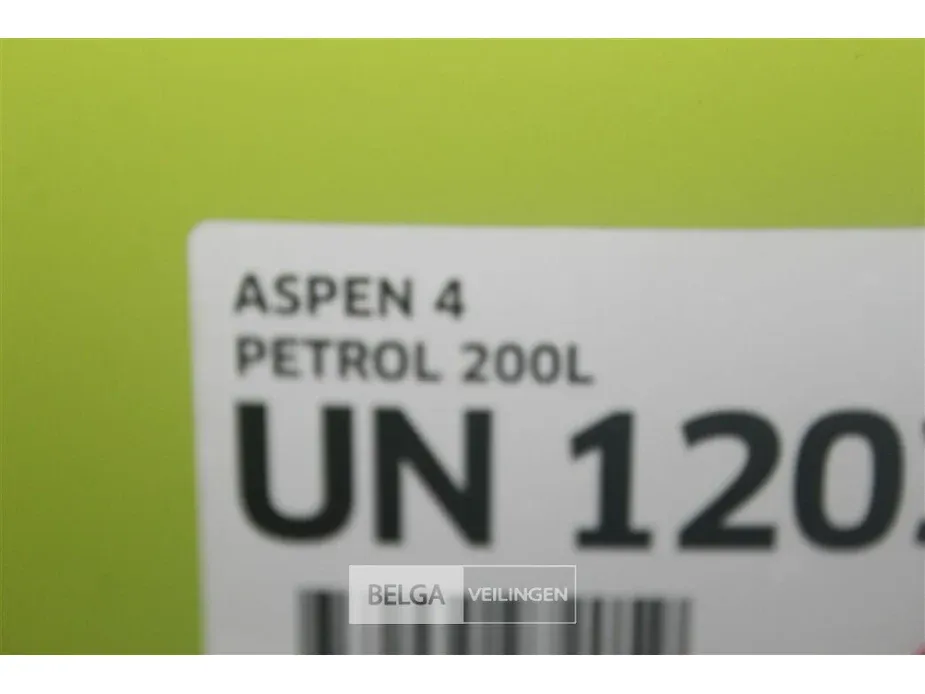 ASPEN 4
PETROL 200L
UN 120
BELGA VEILINGEN